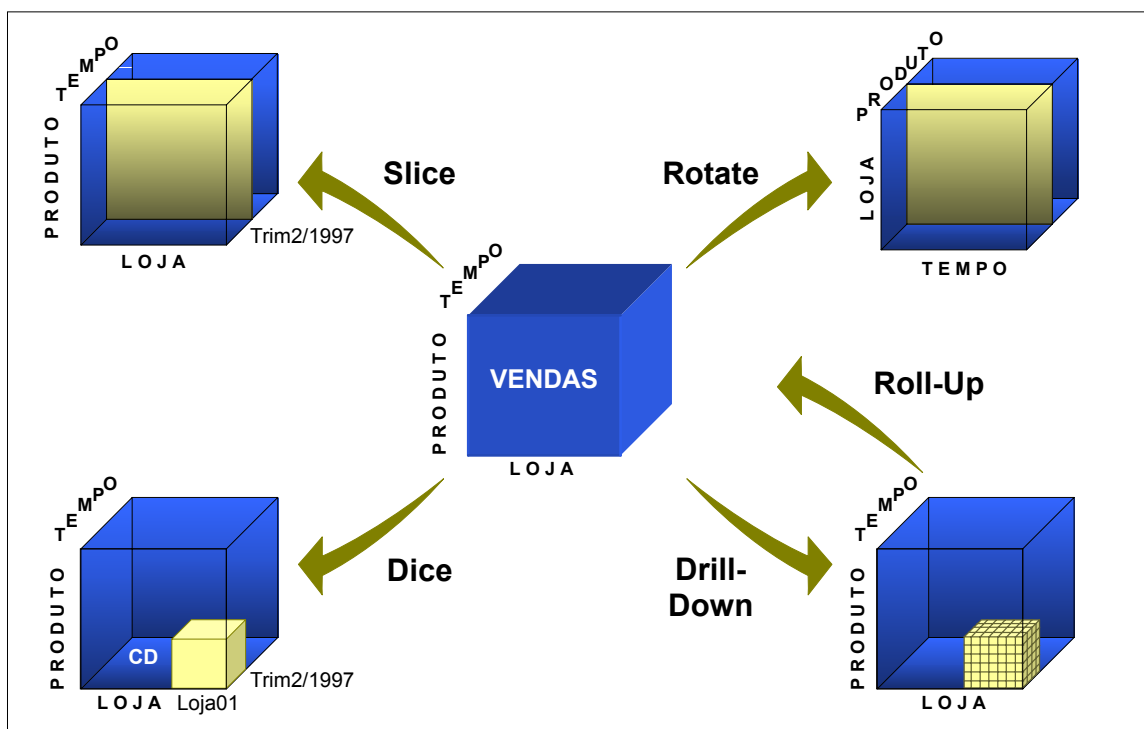 TEMPO
PRODUTO
LOJA
Trim2/1997
Slice
Rotate
PRODUTO
LOJA
TEMPO
TEMPO
PRODUTO
VENDAS
LOJA
Roll-Up
TEMPO
PRODUTO
CD
LOJA
Loja01
Trim2/1997
Dice
Drill-
Down
TEMPO
PRODUTO
LOJA